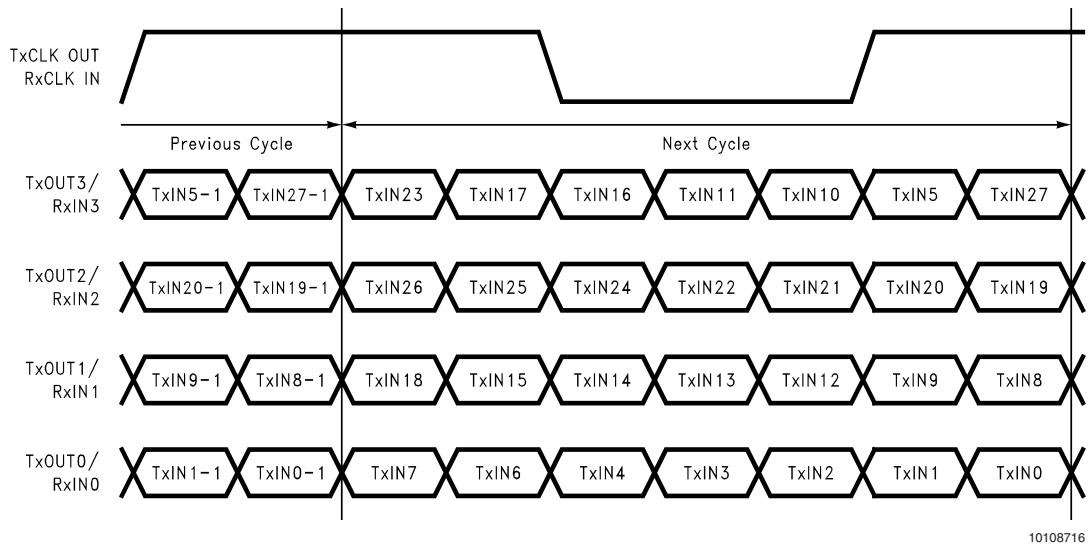 TxCLK OUT
RxCLK IN
Previous Cycle
Next Cycle
TxOUT3/
RxIN3
TxIN5-1 TxIN27-1 TxIN23 TxIN17 TxIN16 TxIN11 TxIN10 TxIN5 TxIN27
TxOUT2/
RxIN2
TxIN20-1 TxIN19-1 TxIN26 TxIN25 TxIN24 TxIN22 TxIN21 TxIN20 TxIN19
TxOUT1/
RxIN1
TxIN9-1 TxIN8-1 TxIN18 TxIN15 TxIN14 TxIN13 TxIN12 TxIN9 TxIN8
TxOUT0/
RxIN0
TxIN1-1 TxIN0-1 TxIN7 TxIN6 TxIN4 TxIN3 TxIN2 TxIN1 TxIN0
10108716